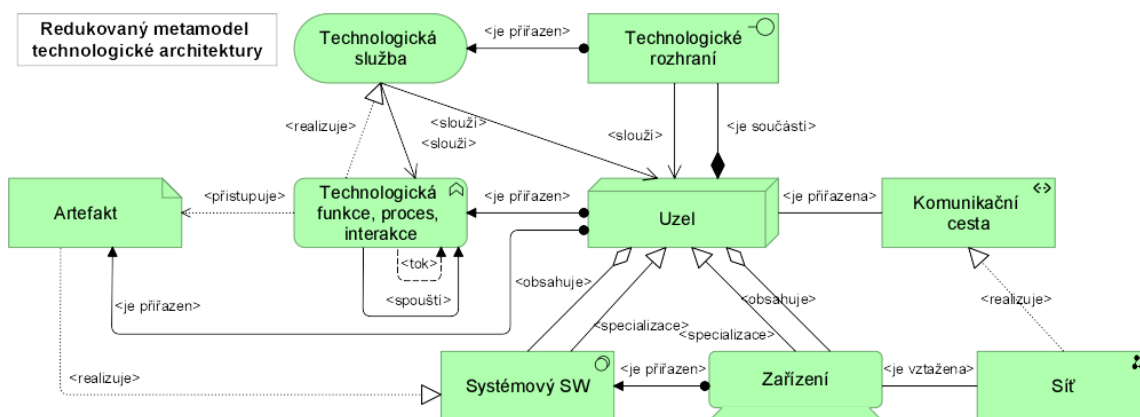 Redukovaný metamodel
technologické architektury
Technologická
služba
<je přiřazen>
Technologické
rozhraní
<realizuje>
<slouží>
<slouží>
<slouží>
<je součástí>
Artefakt
<přistupuje>
Technologická
funkce, proces,
interakce
<je přiřazen>
Uzel
<je přiřazena>
Komunikační
cesta
<tok>
<spouští>
<je přiřazen>
<obsahuje>
<obsahuje>
<realizuje>
<specializace>
<specializace>
<realizuje>
Systémový SW
<je přiřazen>
Zařízení
<je vztažena>
Síť